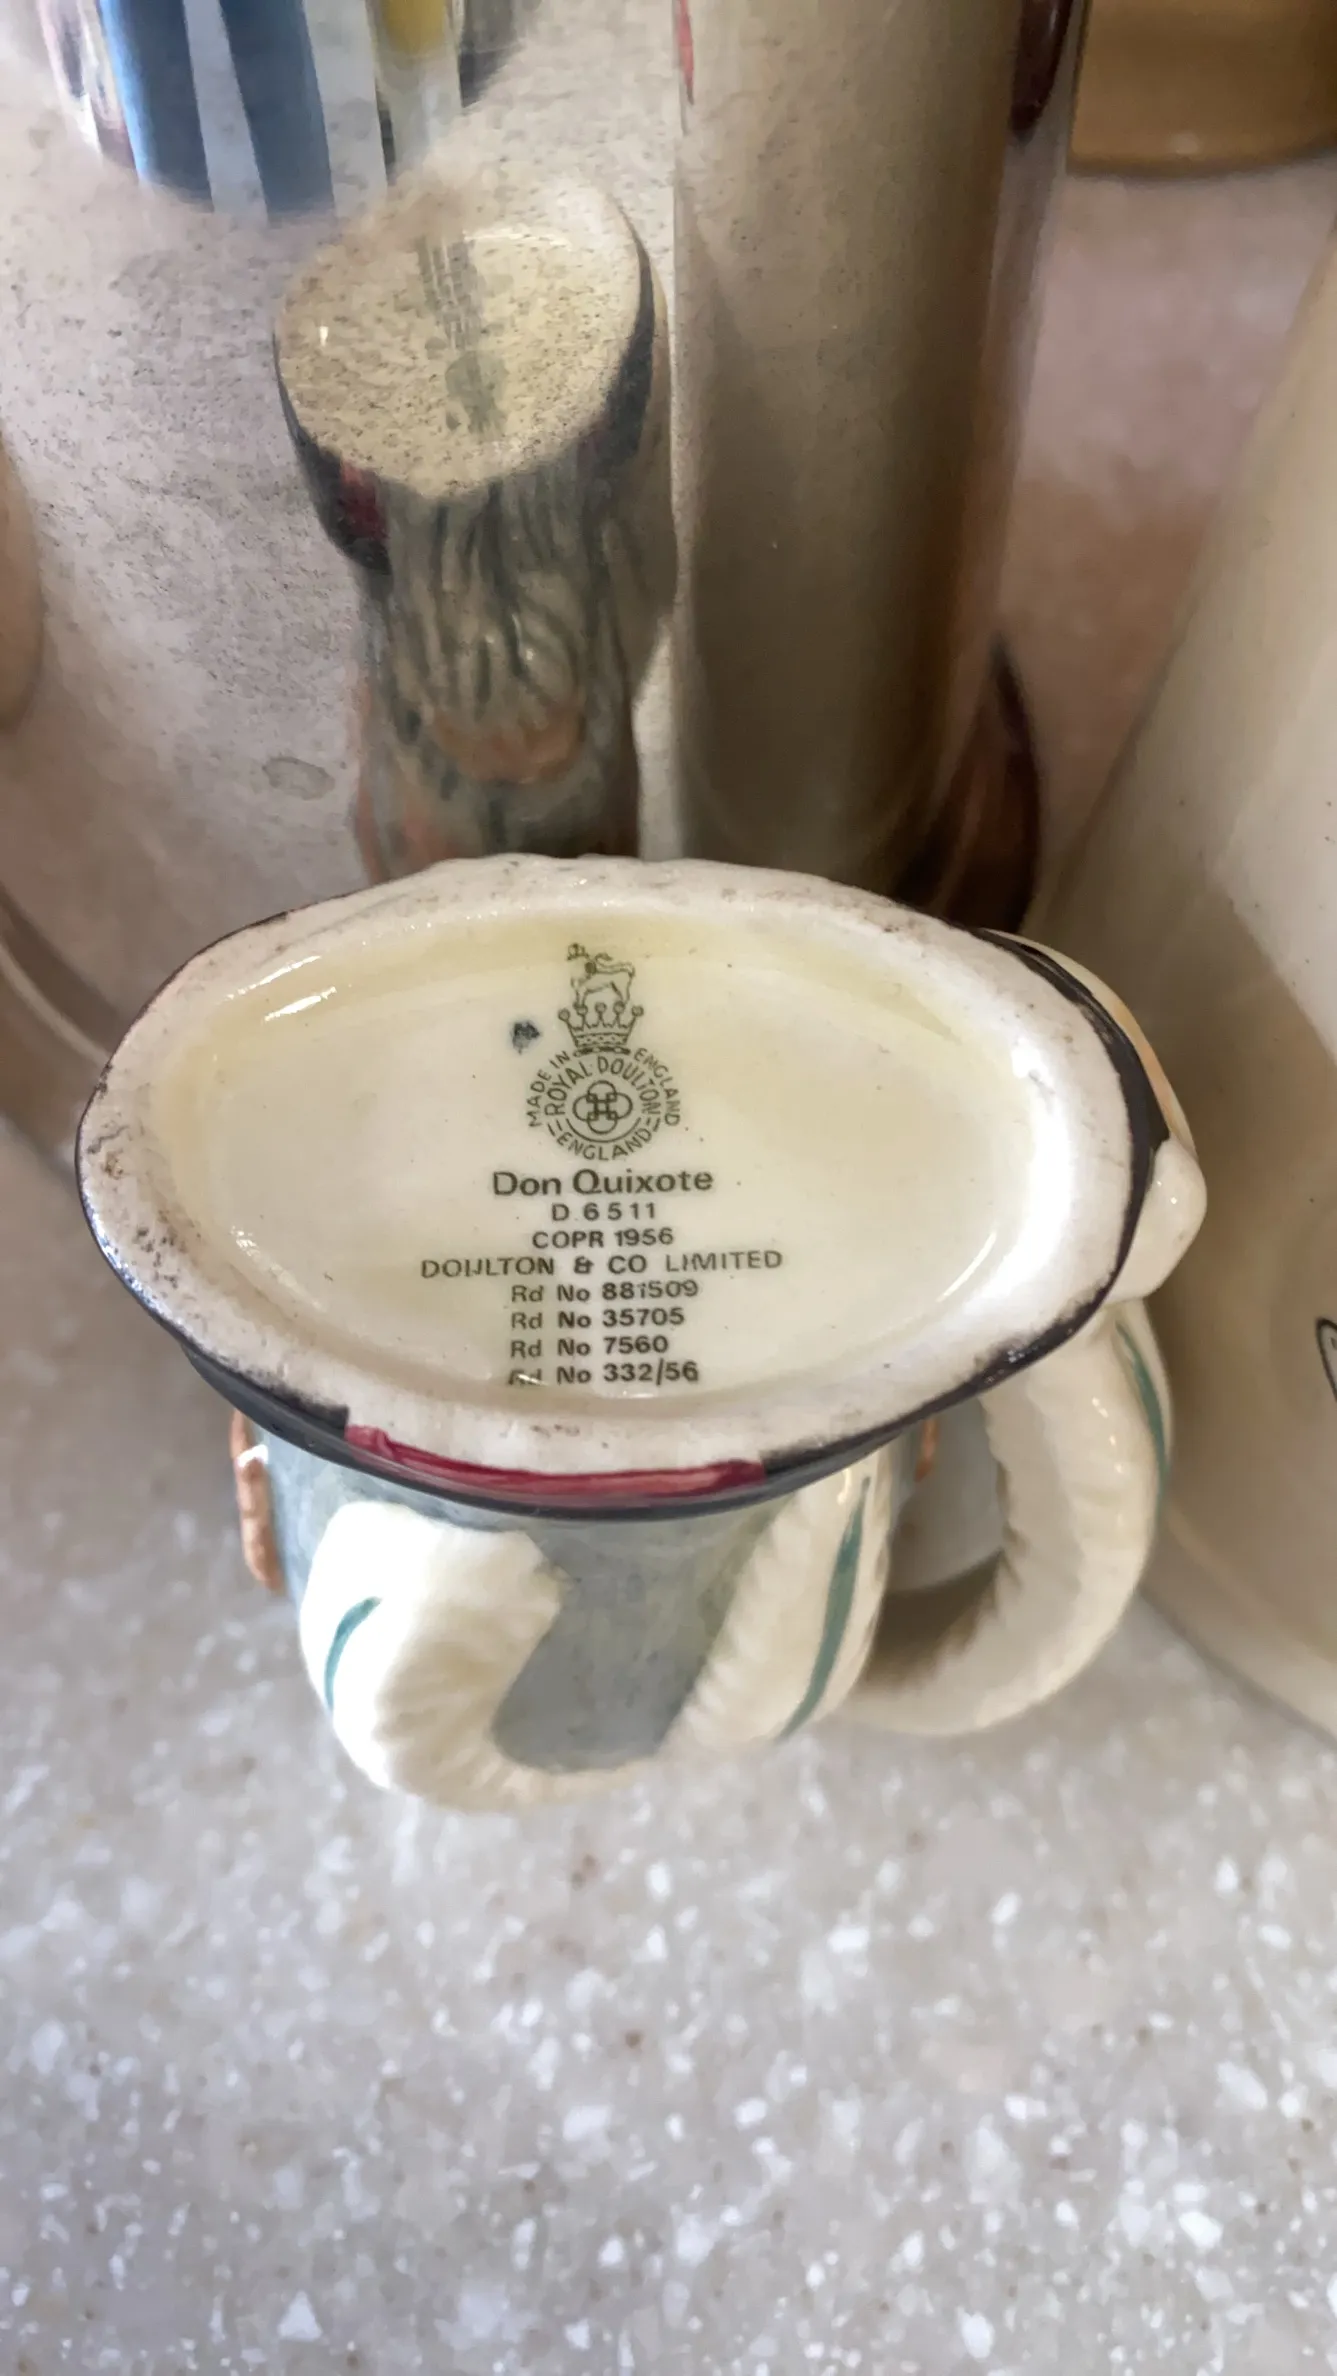 MADE IN ENGLAND
ROYAL DOULTON
ENGLAND
Don Quixote
D 6511
COPR 1956
DOULTON & CO LIMITED
Rd No 881509
Rd No 35705
Rd No 7560
Rd No 332/56